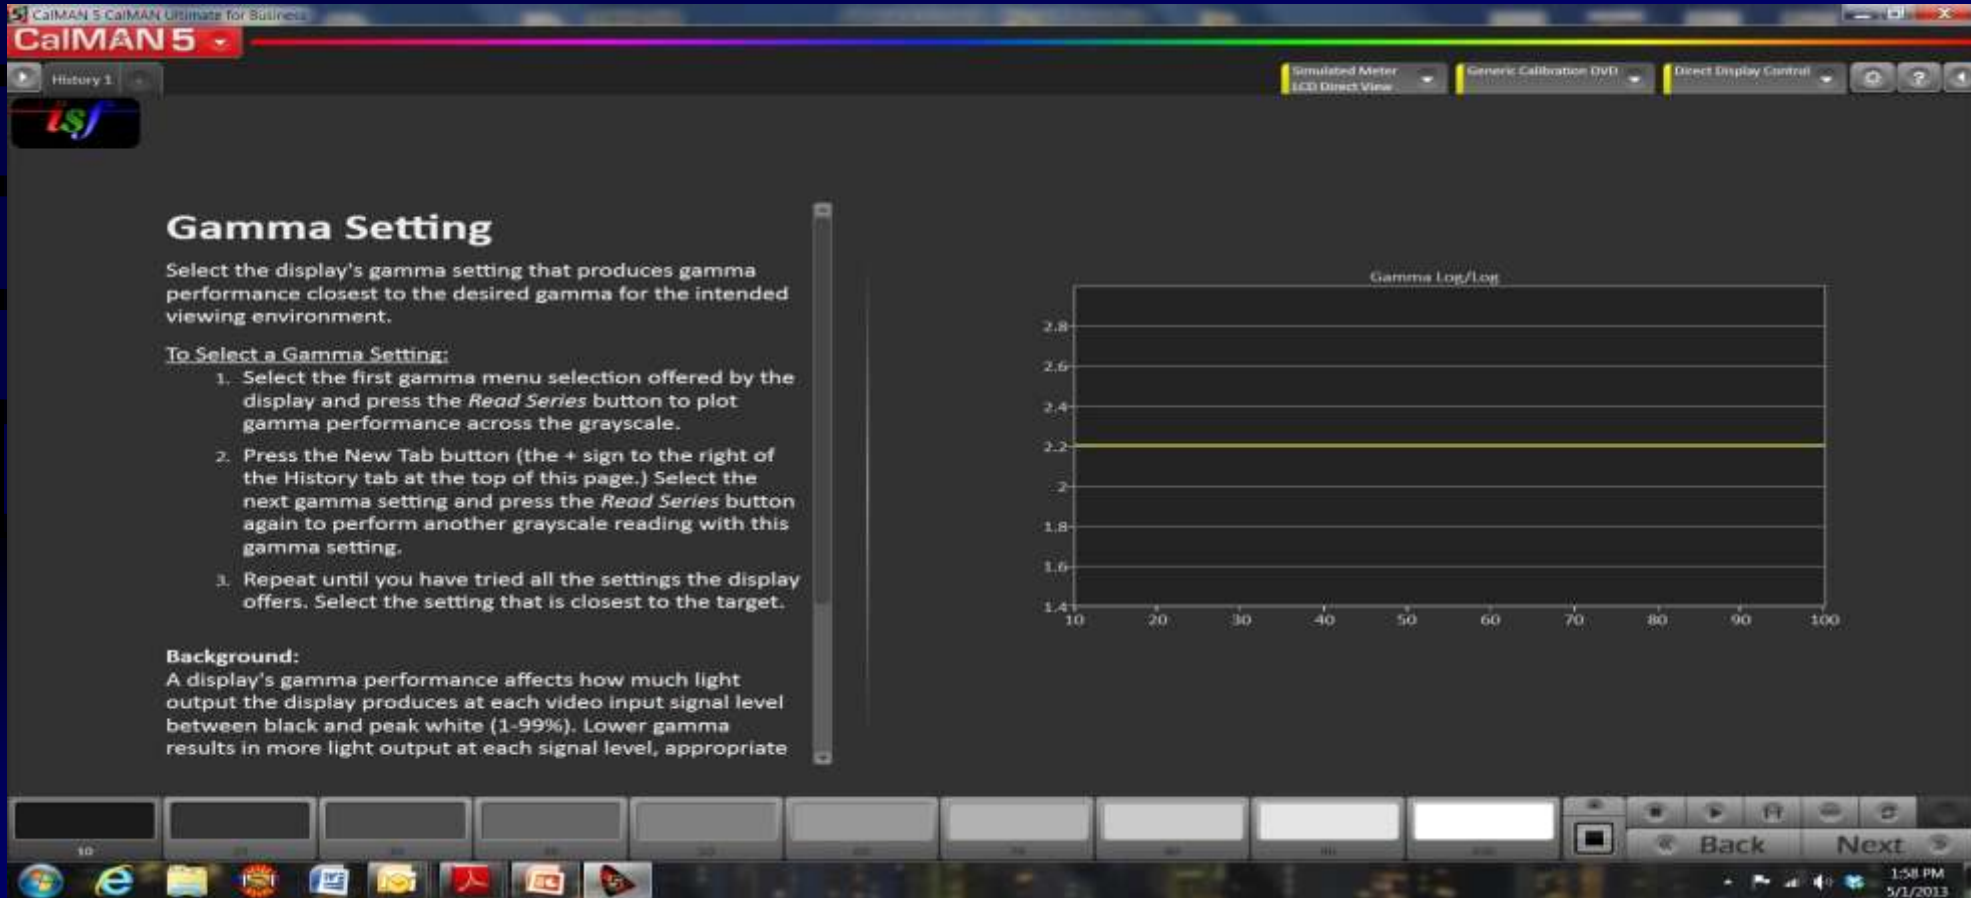 CalMAN 5 CalMAN Ultimate for Business
CalMAN 5
History 1
Simulated Meter
LCD Direct View
Generic Calibration DVD
Direct Display Control
isf
Gamma Setting
Select the display's gamma setting that produces gamma
performance closest to the desired gamma for the intended
viewing environment.
To Select a Gamma Setting:
1. Select the first gamma menu selection offered by the
display and press the Read Series button to plot
gamma performance across the grayscale.
2. Press the New Tab button (the + sign to the right of
the History tab at the top of this page.) Select the
next gamma setting and press the Read Series button
again to perform another grayscale reading with this
gamma setting.
3. Repeat until you have tried all the settings the display
offers. Select the setting that is closest to the target.
Background:
A display's gamma performance affects how much light
output the display produces at each video input signal level
between black and peak white (1-99%). Lower gamma
results in more light output at each signal level, appropriate
Gamma Log/Log
2.8
2.6
2.4
2.2
2
1.8
1.6
1.4
10 20 30 40 50 60 70 80 90 100
10
Back
Next
1:58 PM
5/1/2013